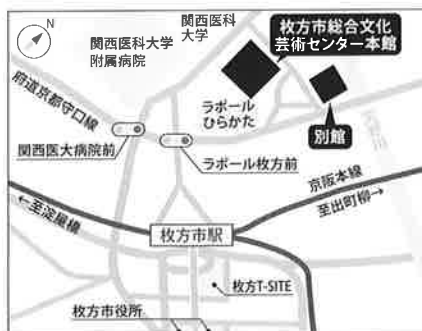 N
関西医科
大学
関西医科大学
附属病院
枚方市総合文化
芸術センター本館
府道京都守口線
ラポール
ひらかた
別館
関西医大病院前
ラポール枚方前
京阪本線
至出町柳→
←至淀屋橋
枚方市駅
枚方T-SITE
枚方市役所